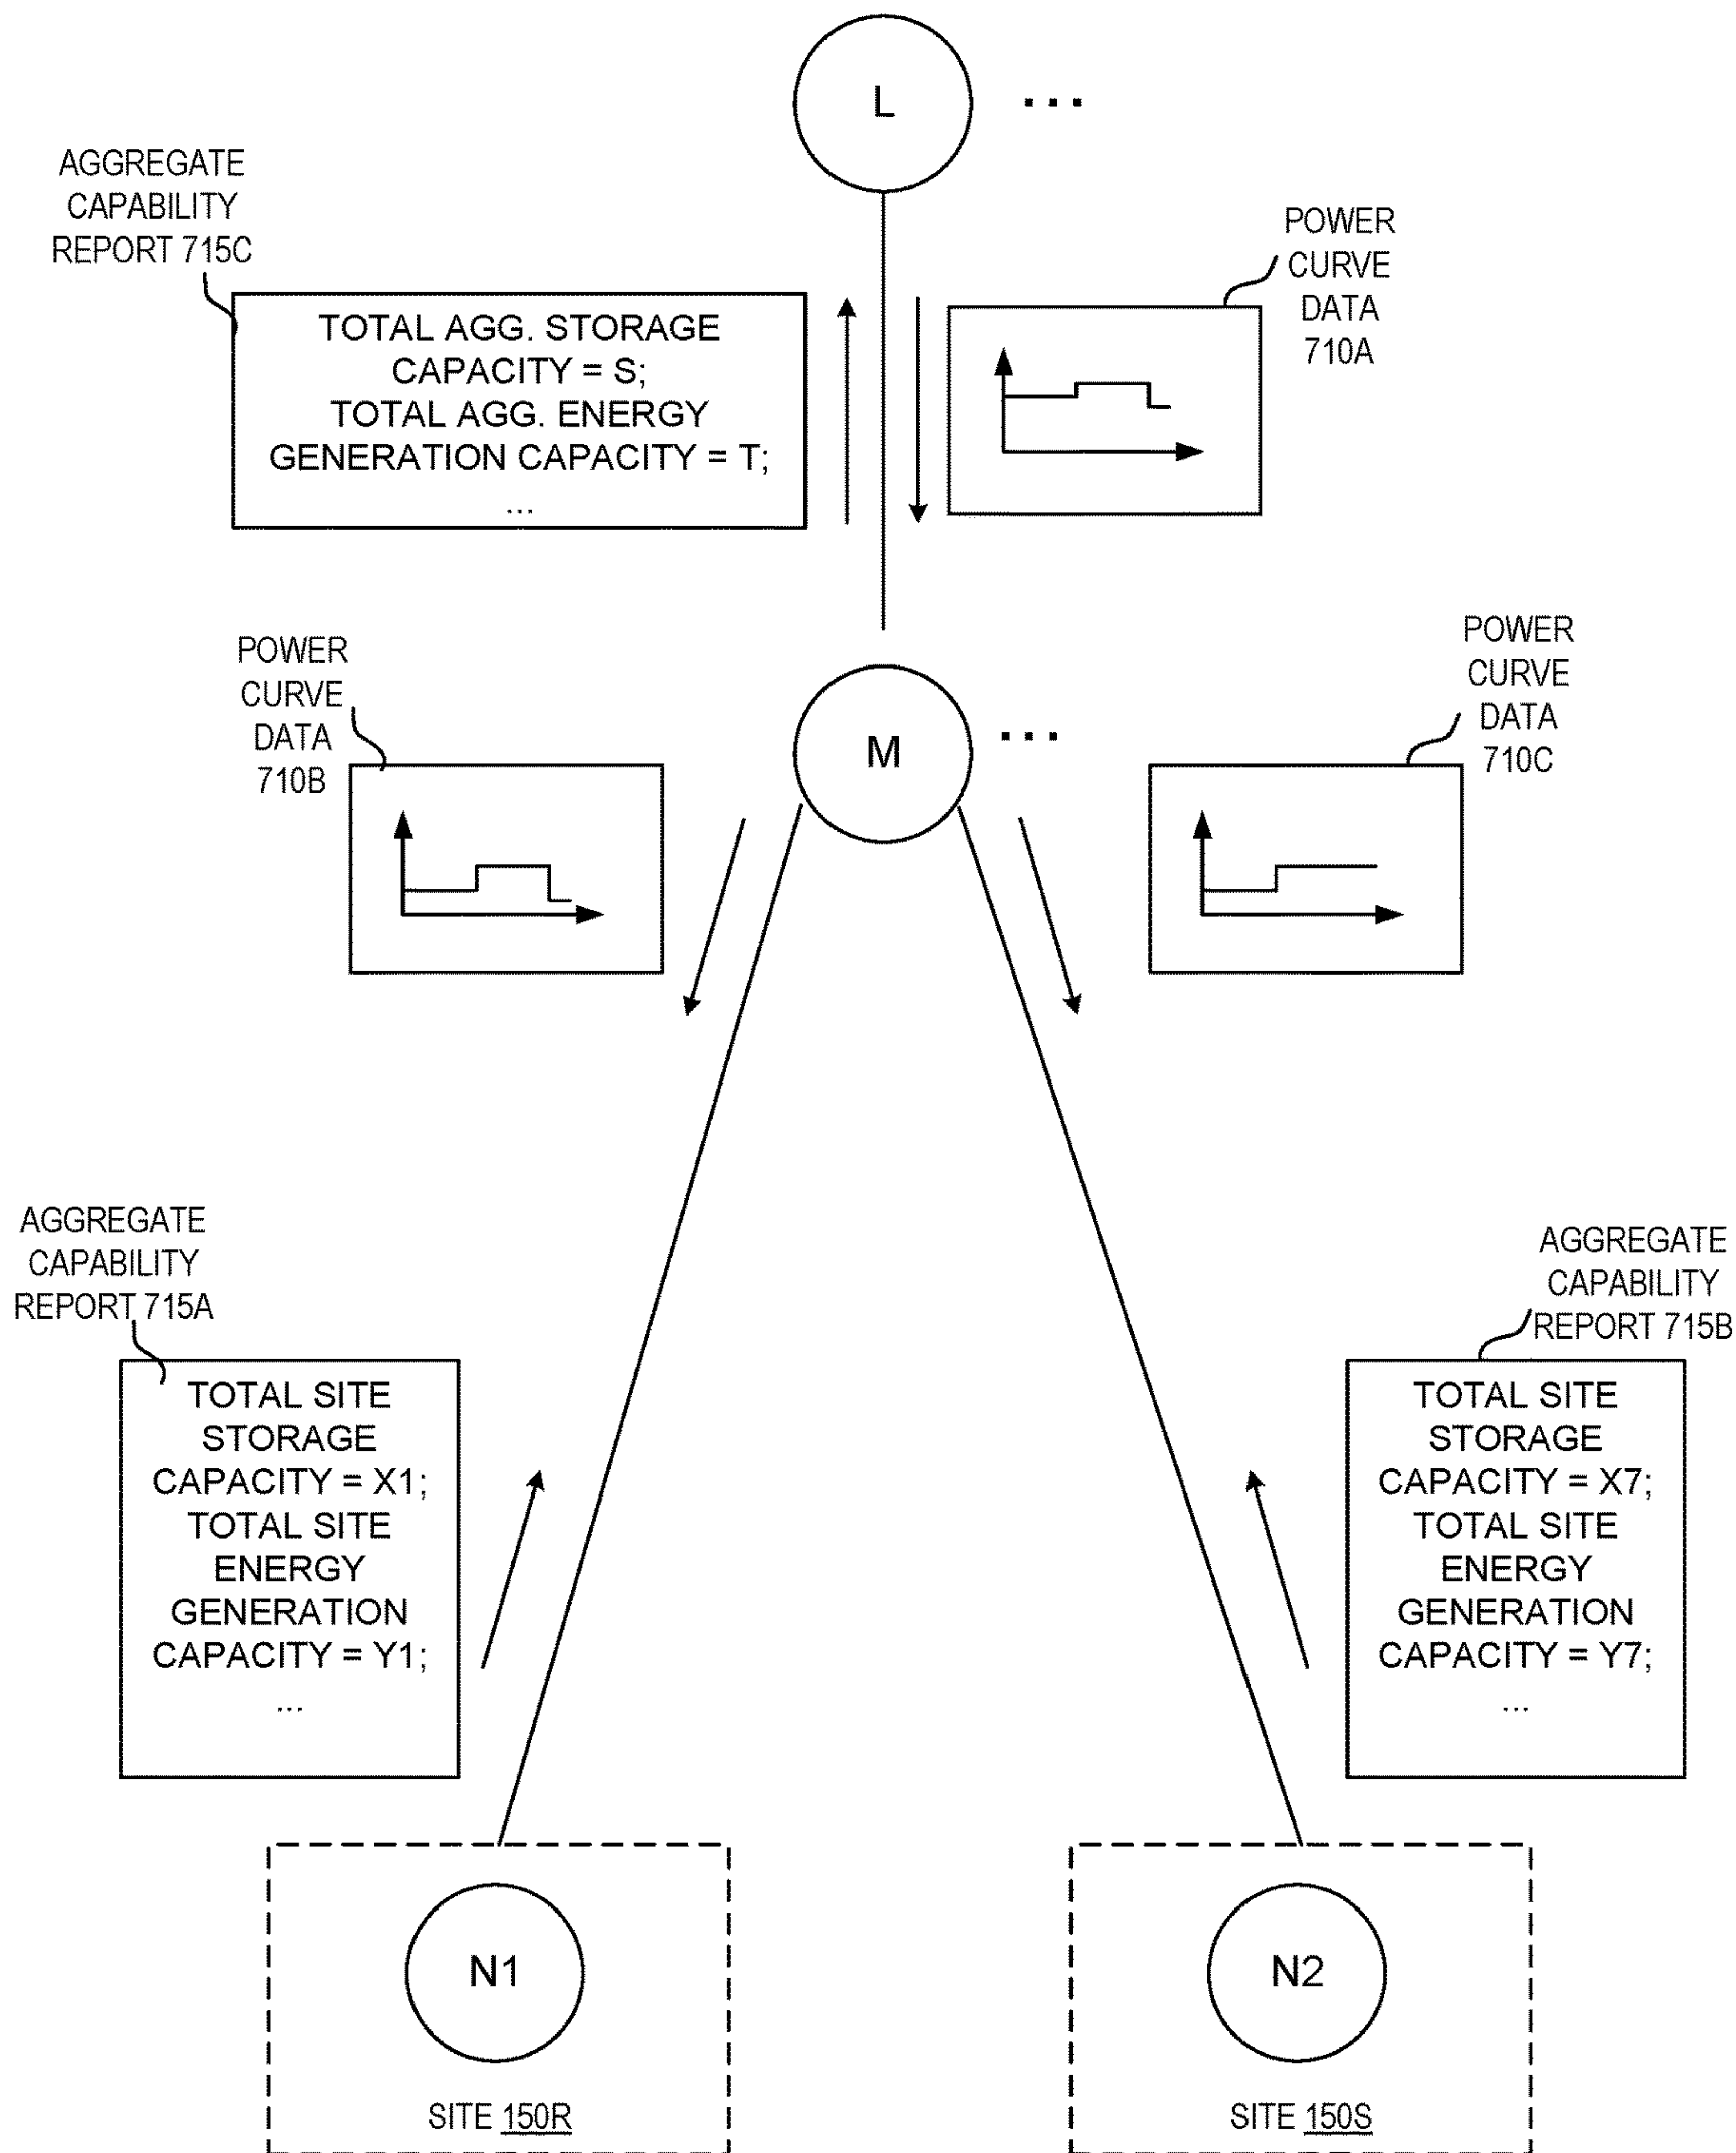 L
...
AGGREGATE
CAPABILITY
REPORT 715C
POWER
CURVE
DATA
710A
TOTAL AGG. STORAGE
CAPACITY = S;
TOTAL AGG. ENERGY
GENERATION CAPACITY = T;
...
POWER
CURVE
DATA
710B
M
...
POWER
CURVE
DATA
710C
AGGREGATE
CAPABILITY
REPORT 715A
AGGREGATE
CAPABILITY
REPORT 715B
TOTAL SITE
STORAGE
CAPACITY = X1;
TOTAL SITE
ENERGY
GENERATION
CAPACITY = Y1;
...
TOTAL SITE
STORAGE
CAPACITY = X7;
TOTAL SITE
ENERGY
GENERATION
CAPACITY = Y7;
...
N1
N2
SITE 150R
SITE 150S